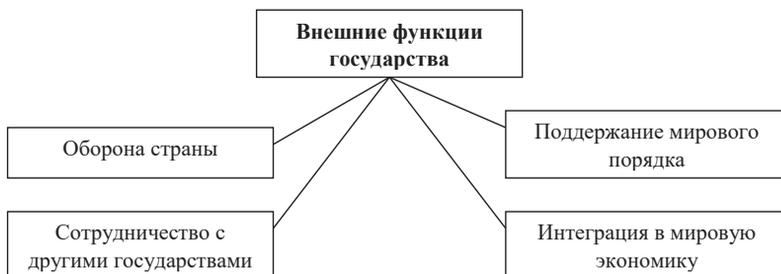 Внешние функции
государства
Оборона страны
Поддержание мирового
порядка
Сотрудничество с
другими государствами
Интеграция в мировую
экономику